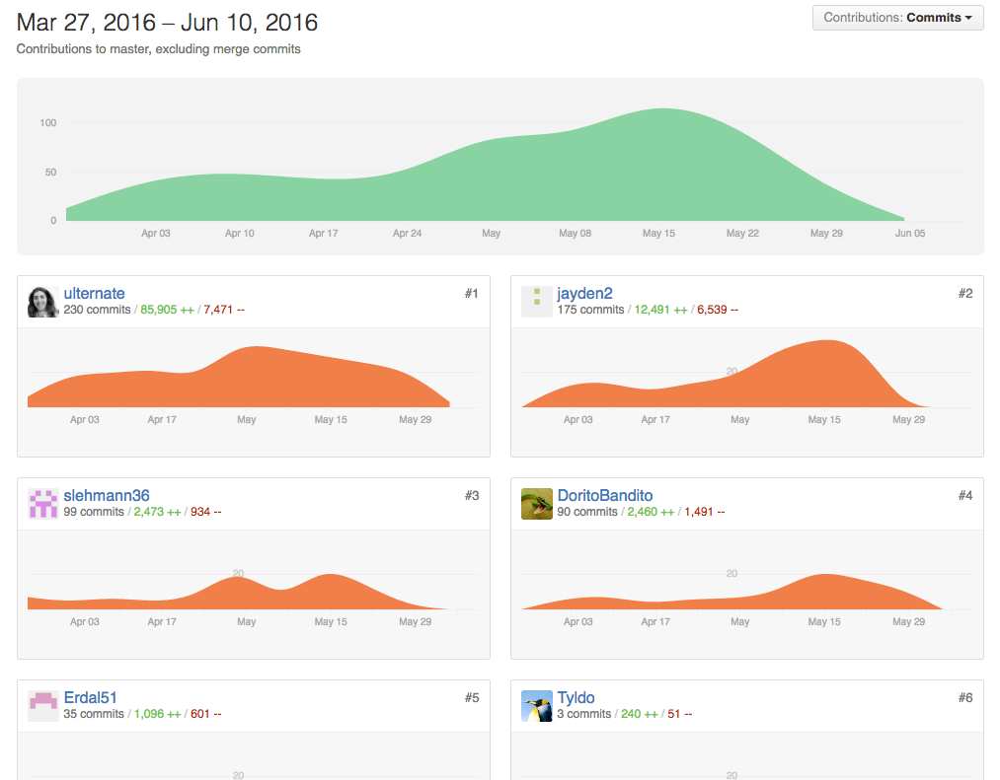 Mar 27, 2016 – Jun 10, 2016
Contributions: Commits
Contributions to master, excluding merge commits
100
50
0
Apr 03 Apr 10 Apr 17 Apr 24 May May 08 May 15 May 22 May 29 Jun 05
ulternate #1
230 commits / 85,905 ++ / 7,471 --
Apr 03 Apr 17 May May 15 May 29
jayden2 #2
175 commits / 12,491 ++ / 6,539 --
20
Apr 03 Apr 17 May May 15 May 29
slehmann36 #3
99 commits / 2,473 ++ / 934 --
20
Apr 03 Apr 17 May May 15 May 29
DoritoBandito #4
90 commits / 2,460 ++ / 1,491 --
20
Apr 03 Apr 17 May May 15 May 29
Erdal51 #5
35 commits / 1,096 ++ / 601 --
20
Tyldo #6
3 commits / 240 ++ / 51 --
20